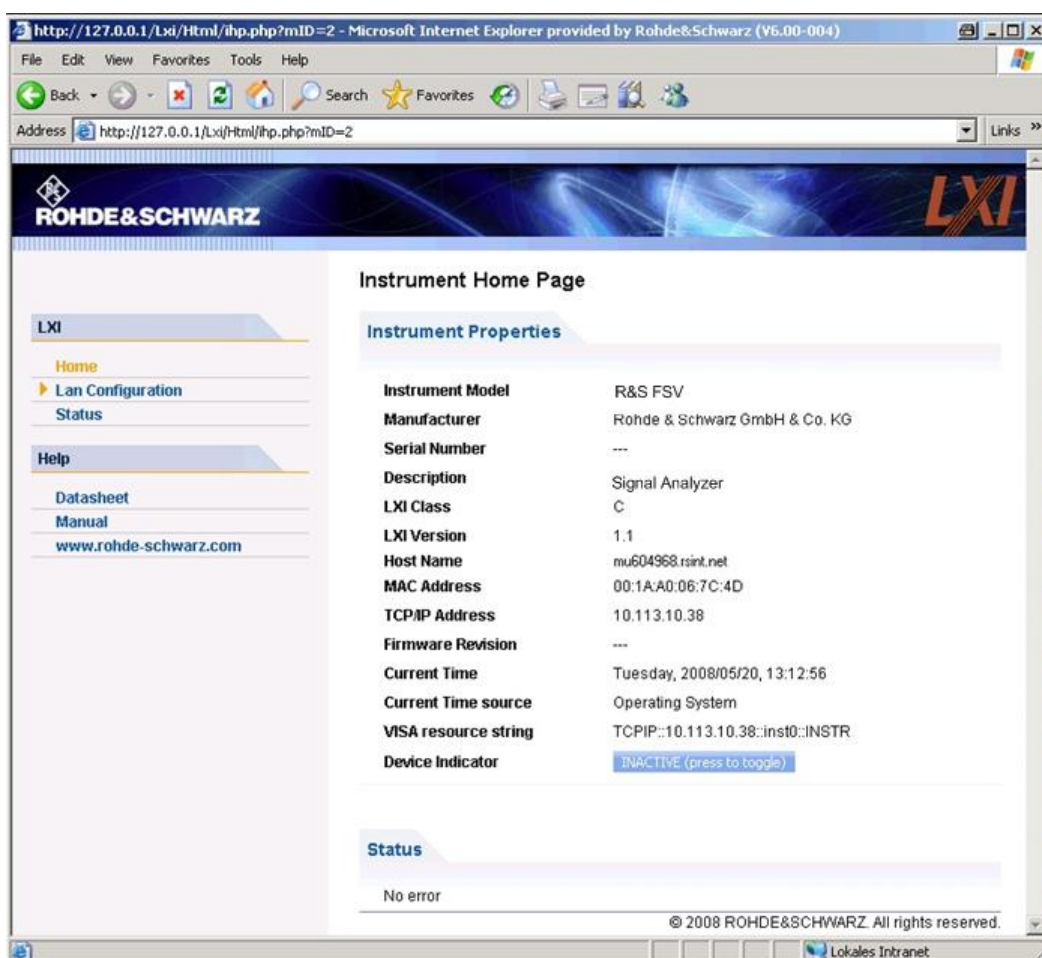 http://127.0.0.1/Lxi/Html/ihp.php?mID=2 - Microsoft Internet Explorer provided by Rohde&Schwarz (V6.00-004)
File Edit View Favorites Tools Help
Back Search Favorites
Address http://127.0.0.1/Lxi/Html/ihp.php?mID=2 Links »
ROHDE&SCHWARZ LXI
Instrument Home Page
LXI
Home
Lan Configuration
Status
Help
Datasheet
Manual
www.rohde-schwarz.com
Instrument Properties
Instrument Model R&S FSV
Manufacturer Rohde & Schwarz GmbH & Co. KG
Serial Number ---
Description Signal Analyzer
LXI Class C
LXI Version 1.1
Host Name mu604968.rsint.net
MAC Address 00:1A:A0:06:7C:4D
TCP/IP Address 10.113.10.38
Firmware Revision ---
Current Time Tuesday, 2008/05/20, 13:12:56
Current Time source Operating System
VISA resource string TCPIP::10.113.10.38::inst0::INSTR
Device Indicator INACTIVE (press to toggle)
Status
No error
© 2008 ROHDE&SCHWARZ. All rights reserved.
Lokales Intranet